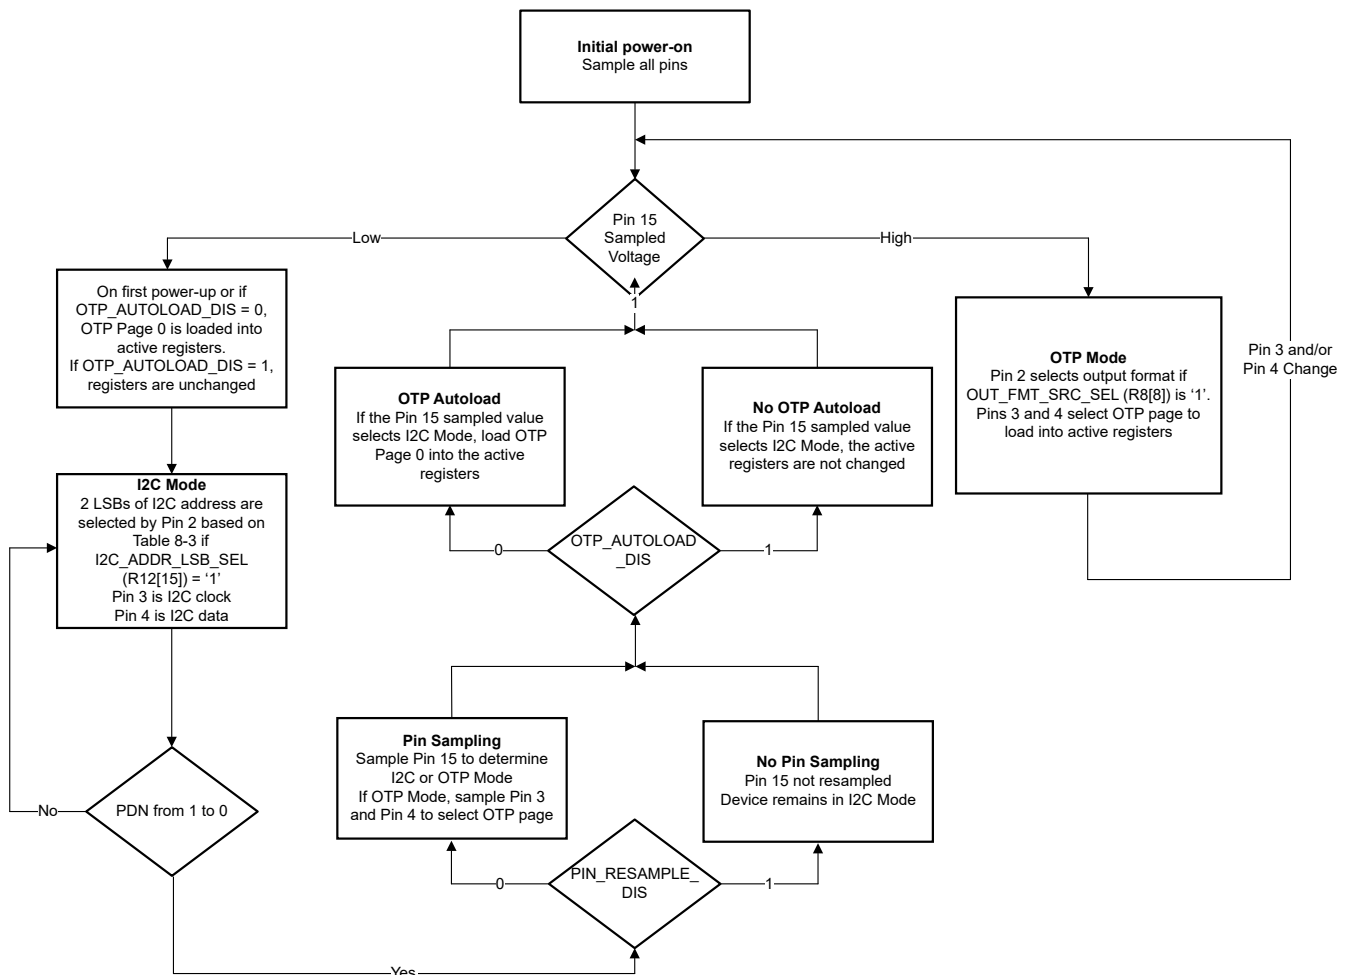 Initial power-on
Sample all pins
Pin 15
Sampled
Voltage
Low
High
On first power-up or if
OTP_AUTOLOAD_DIS = 0,
OTP Page 0 is loaded into
active registers.
If OTP_AUTOLOAD_DIS = 1,
registers are unchanged
1
OTP Autoload
If the Pin 15 sampled value
selects I2C Mode, load OTP
Page 0 into the active
registers
No OTP Autoload
If the Pin 15 sampled value
selects I2C Mode, the active
registers are not changed
OTP Mode
Pin 2 selects output format if
OUT_FMT_SRC_SEL (R8[8]) is ‘1’.
Pins 3 and 4 select OTP page to
load into active registers
Pin 3 and/or
Pin 4 Change
I2C Mode
2 LSBs of I2C address are
selected by Pin 2 based on
Table 8-3 if
I2C_ADDR_LSB_SEL
(R12[15]) = ‘1’
Pin 3 is I2C clock
Pin 4 is I2C data
OTP_AUTOLOAD
_DIS
0
1
Pin Sampling
Sample Pin 15 to determine
I2C or OTP Mode
If OTP Mode, sample Pin 3
and Pin 4 to select OTP page
No Pin Sampling
Pin 15 not resampled
Device remains in I2C Mode
PDN from 1 to 0
No
PIN_RESAMPLE_
DIS
0
1
Yes